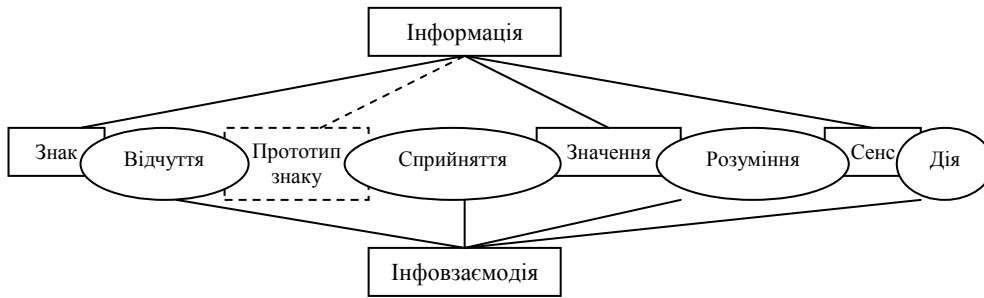 Інформація
Знак
Відчуття
Прототип
знаку
Сприйняття
Значення
Розуміння
Сенс
Дія
Інфовзаємодія